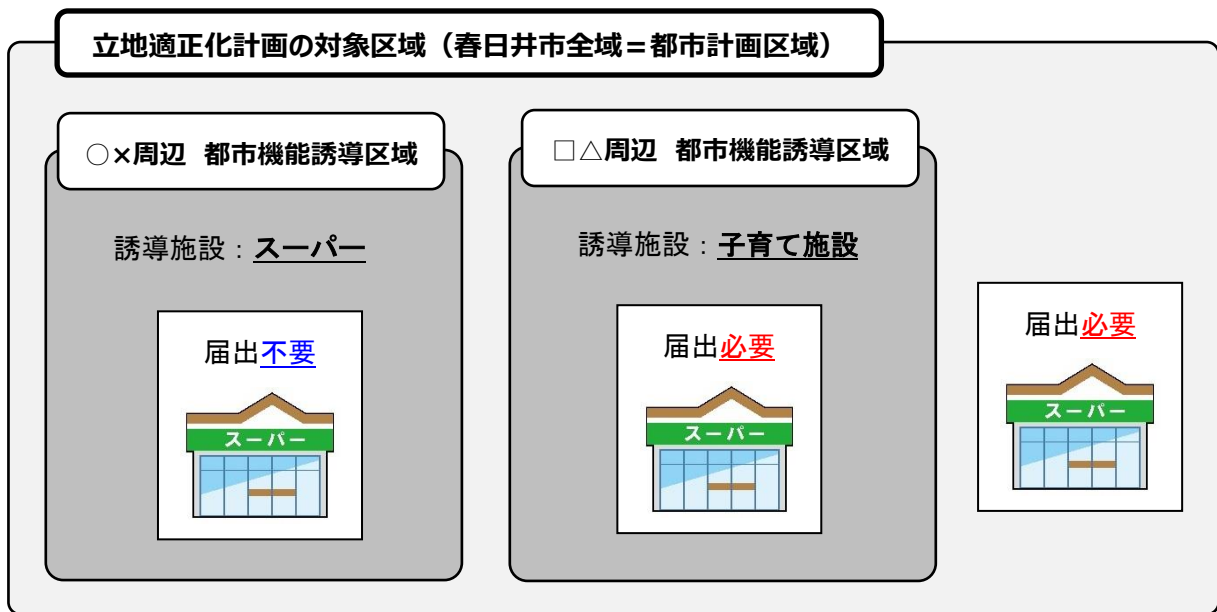 立地適正化計画の対象区域（春日井市全域＝都市計画区域）
○×周辺 都市機能誘導区域
誘導施設：スーパー
届出不要
スーパー
□△周辺 都市機能誘導区域
誘導施設：子育て施設
届出必要
スーパー
届出必要
スーパー